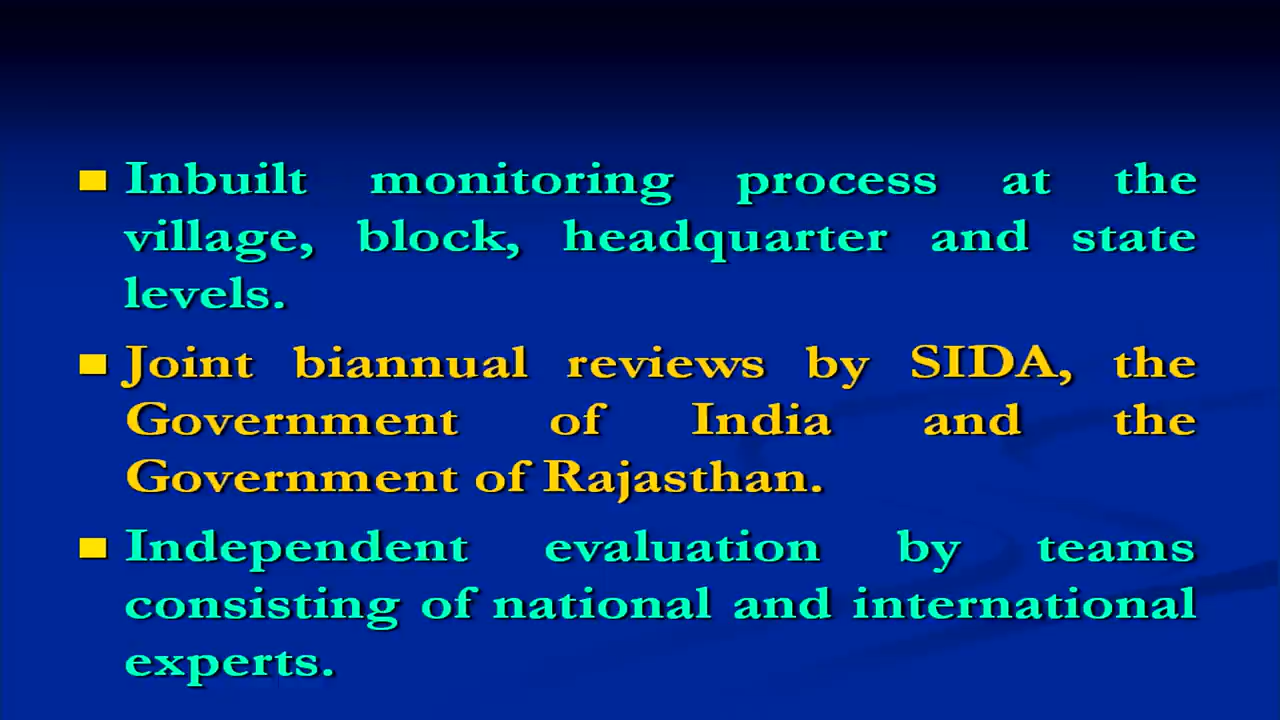 Inbuilt monitoring process at the
village, block, headquarter and state
levels.
Joint biannual reviews by SIDA, the
Government of India and the
Government of Rajasthan.
Independent evaluation by teams
consisting of national and international
experts.